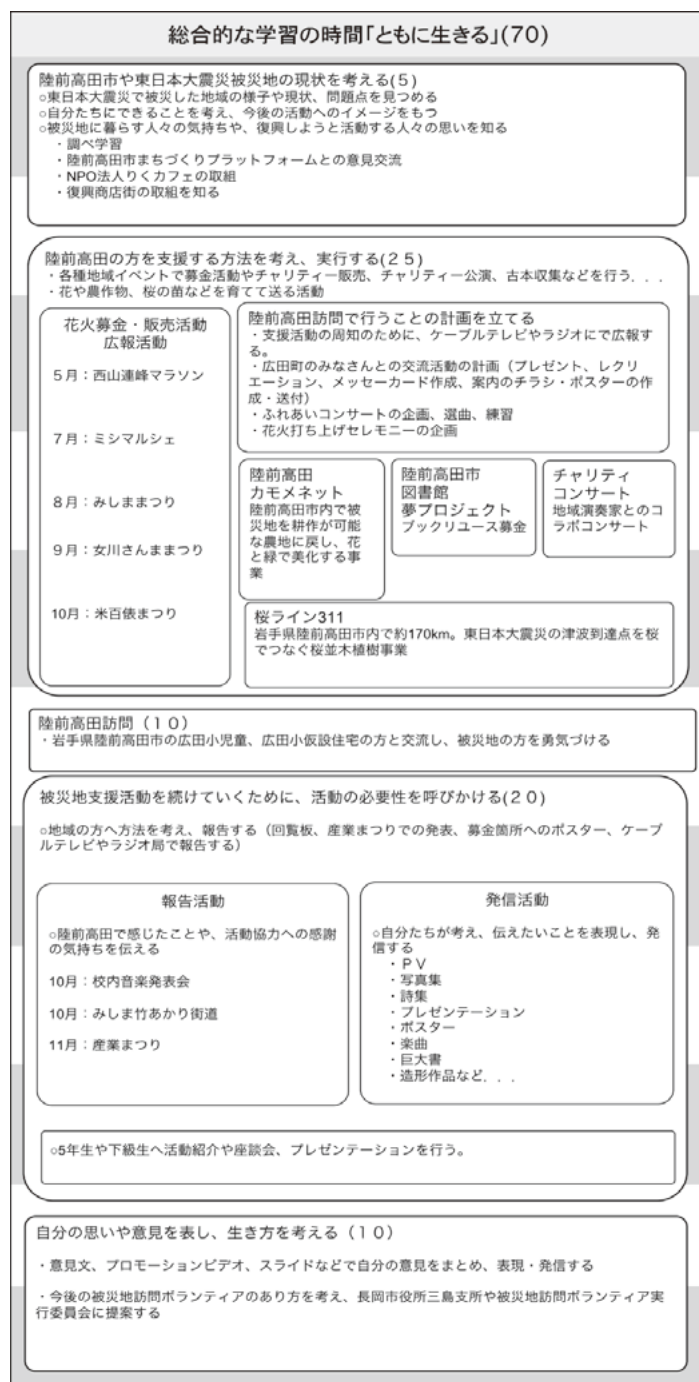 総合的な学習の時間「ともに生きる」(70)
陸前高田市や東日本大震災被災地の現状を考える(5)
○東日本大震災で被災した地域の様子や現状、問題点を見つめる
○自分たちにできることを考え、今後の活動へのイメージをもつ
○被災地に暮らす人々の気持ちや、復興しようと活動する人々の思いを知る
・調べ学習
・陸前高田市まちづくりプラットフォームとの意見交流
・NPO法人りくカフェの取組
・復興商店街の取組を知る
陸前高田の方を支援する方法を考え、実行する(25)
・各種地域イベントで募金活動やチャリティー販売、チャリティー公演、古本収集などを行う...
・花や農作物、桜の苗などを育てて送る活動
花火募金・販売活動
広報活動
5月：西山連峰マラソン
7月：ミシマルシェ
8月：みしままつり
9月：女川さんままつり
10月：米百俵まつり
陸前高田訪問で行うことの計画を立てる
・支援活動の周知のために、ケーブルテレビやラジオにで広報す
る。
・広田町のみなさんとの交流活動の計画（プレゼント、レクリ
エーション、メッセーカード作成、案内のチラシ・ポスターの作
成・送付）
・ふれあいコンサートの企画、選曲、練習
・花火打ち上げセレモニーの企画
陸前高田
カモメネット
陸前高田市内で被
災地を耕作が可能
な農地に戻し、花
と緑で美化する事
業
陸前高田市
図書館
夢プロジェクト
ブックリユース募金
チャリティ
コンサート
地域演奏家とのコ
ラボコンサート
桜ライン311
岩手県陸前高田市内で約170km。東日本大震災の津波到達点を桜
でつなぐ桜並木植樹事業
陸前高田訪問（10）
・岩手県陸前高田市の広田小児童、広田小仮設住宅の方と交流し、被災地の方を勇気づける
被災地支援活動を続けていくために、活動の必要性を呼びかける(20)
○地域の方へ方法を考え、報告する（回覧板、産業まつりでの発表、募金箇所へのポスター、ケーブ
ルテレビやラジオ局で報告する）
報告活動
○陸前高田で感じたことや、活動協力への感謝
の気持ちを伝える
10月：校内音楽発表会
10月：みしま竹あかり街道
11月：産業まつり
発信活動
○自分たちが考え、伝えたいことを表現し、発
信する
・ＰＶ
・写真集
・詩集
・プレゼンテーション
・ポスター
・楽曲
・巨大書
・造形作品など...
○5年生や下級生へ活動紹介や座談会、プレゼンテーションを行う。
自分の思いや意見を表し、生き方を考える（10）
・意見文、プロモーションビデオ、スライドなどで自分の意見をまとめ、表現・発信する
・今後の被災地訪問ボランティアのあり方を考え、長岡市役所三島支所や被災地訪問ボランティア実
行委員会に提案する